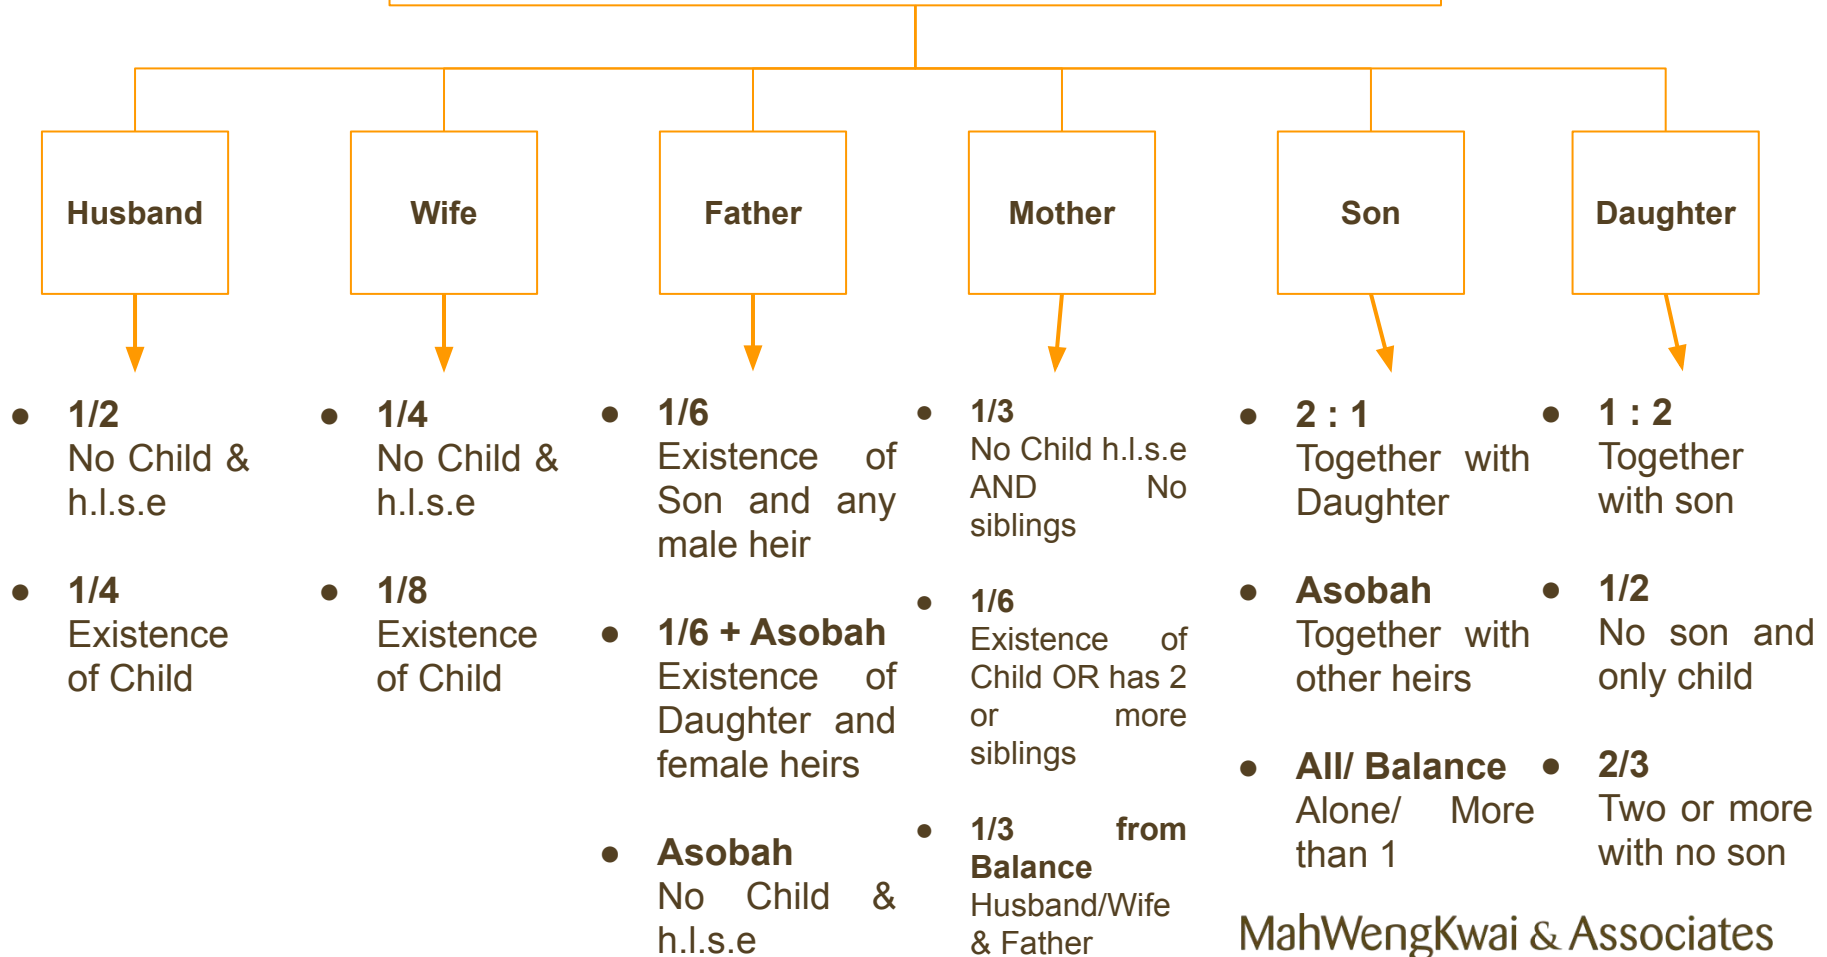 Husband
Wife
Father
Mother
Son
Daughter
● 1/2
No Child &
h.l.s.e
● 1/4
Existence
of Child
● 1/4
No Child &
h.l.s.e
● 1/8
Existence
of Child
● 1/6
Existence of
Son and any
male heir
● 1/6 + Asobah
Existence of
Daughter and
female heirs
● Asobah
No Child &
h.l.s.e
● 1/3
No Child h.l.s.e
AND No
siblings
● 1/6
Existence of
Child OR has 2
or more
siblings
● 1/3 from
Balance
Husband/Wife
& Father
● 2 : 1
Together with
Daughter
● Asobah
Together with
other heirs
● All/ Balance
Alone/ More
than 1
● 1 : 2
Together
with son
● 1/2
No son and
only child
● 2/3
Two or more
with no son
MahWengKwai & Associates